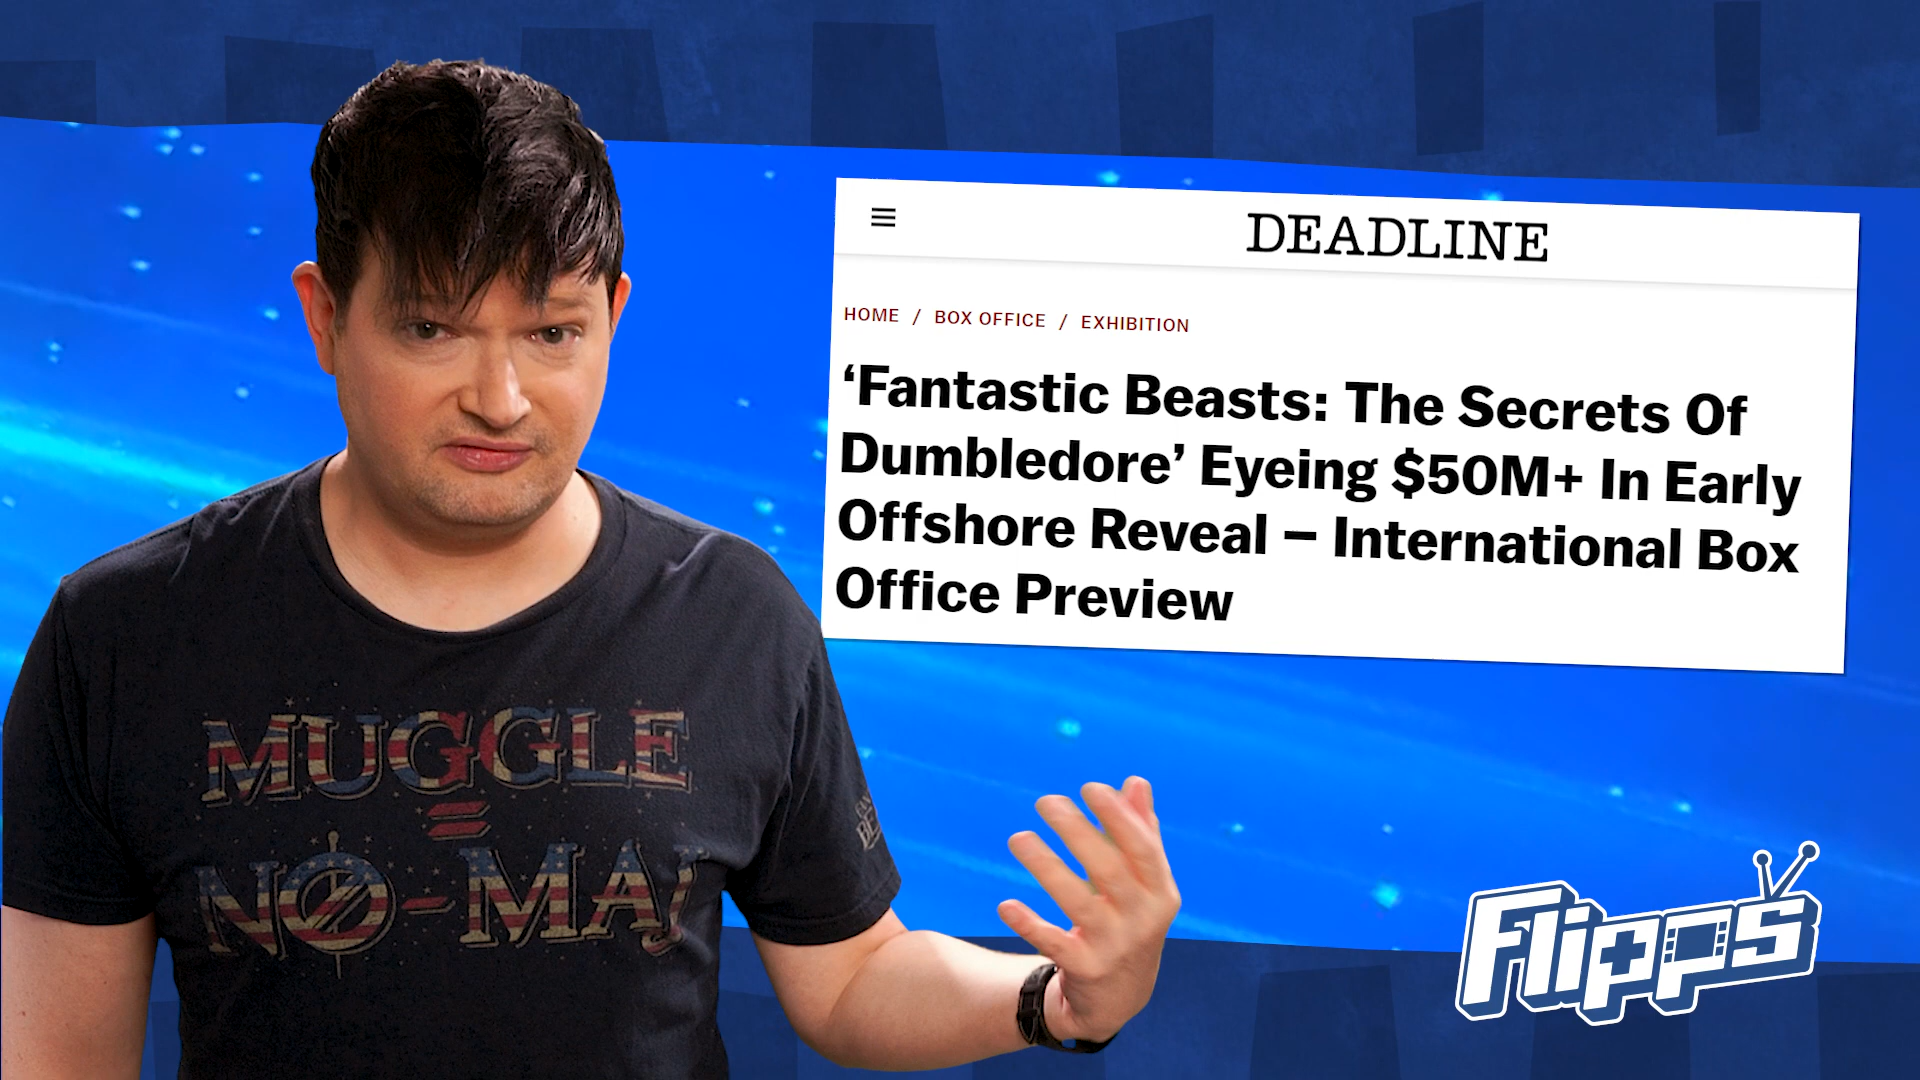 DEADLINE
HOME / BOX OFFICE / EXHIBITION
‘Fantastic Beasts: The Secrets Of
Dumbledore’ Eyeing $50M+ In Early
Offshore Reveal – International Box
Office Preview
MUGGLE
=
NO-MAJ
Flipps